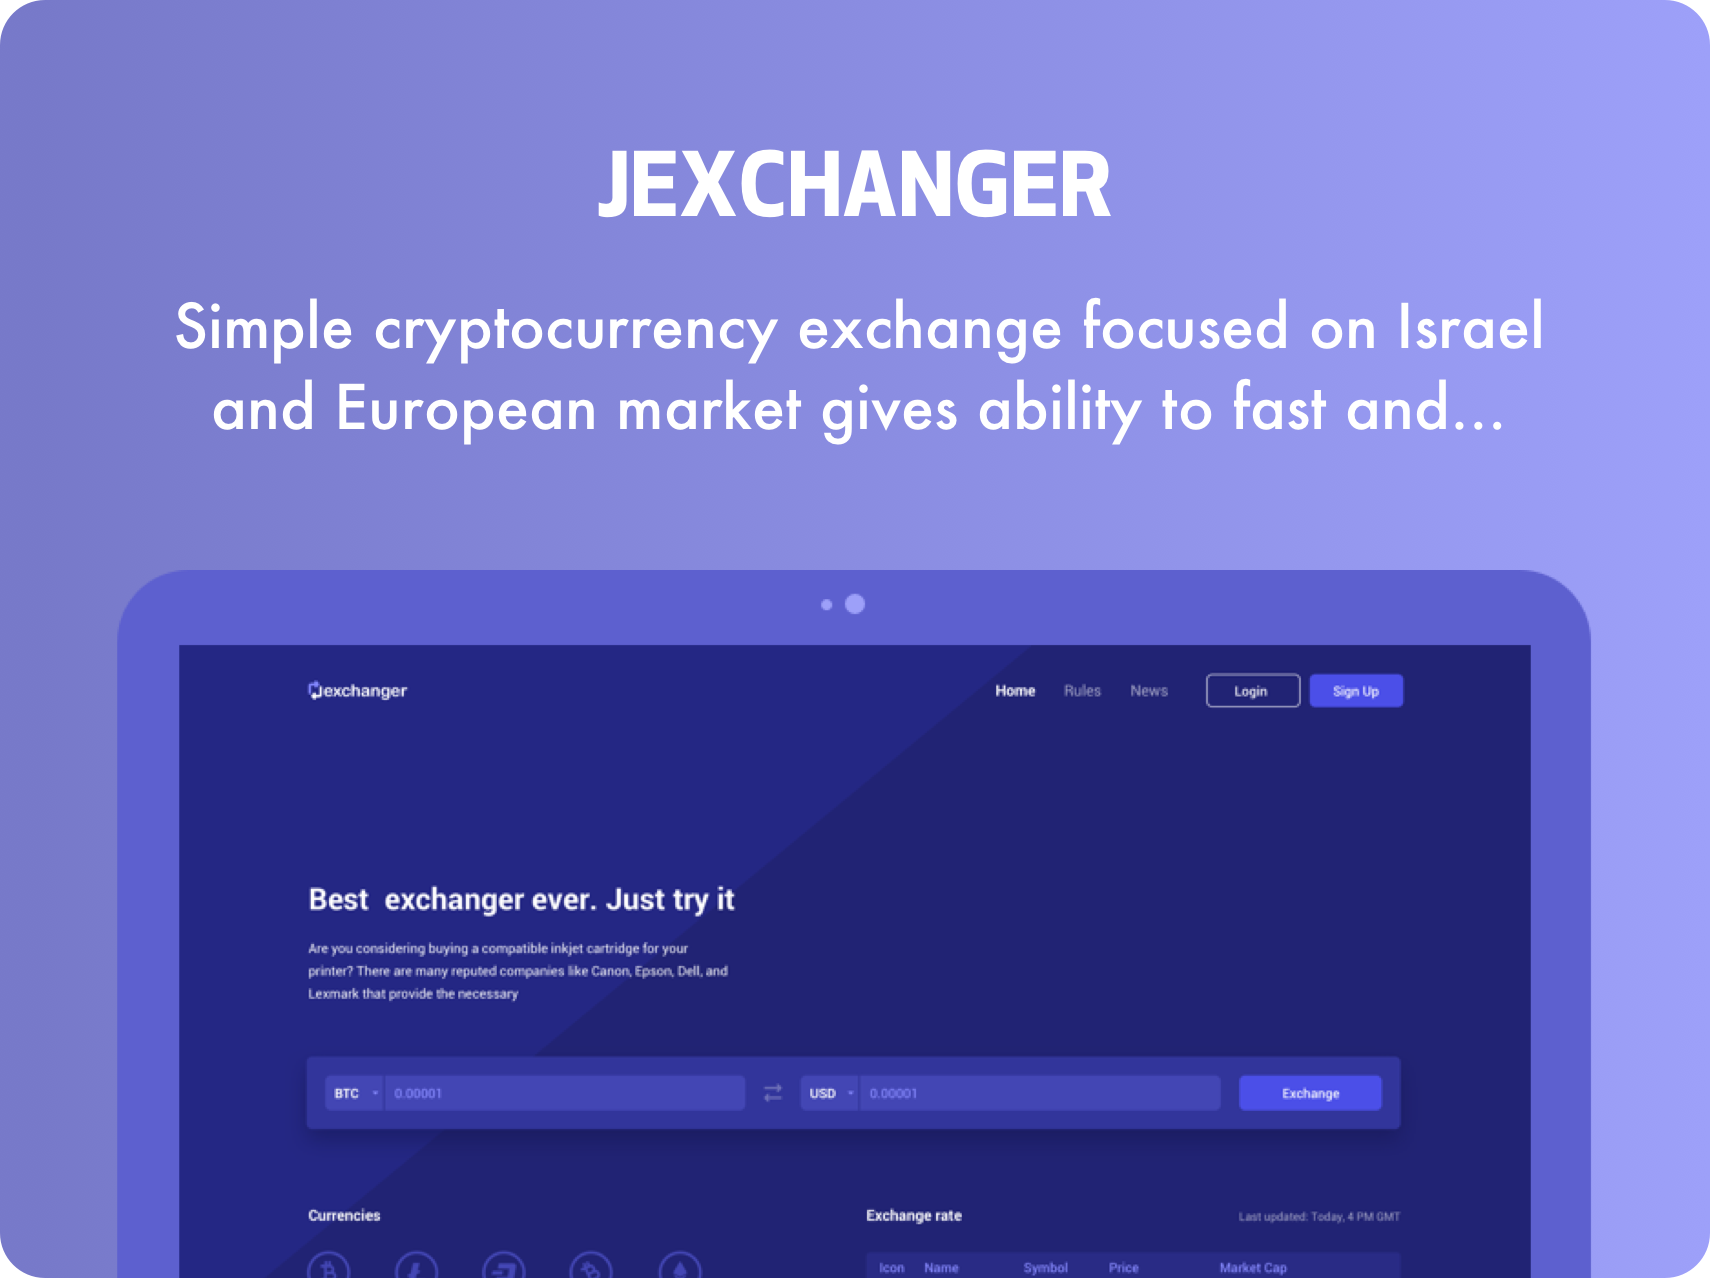 JEXCHANGER
Simple cryptocurrency exchange focused on Israel
and European market gives ability to fast and...
Jexchanger
Home Rules News Login Sign Up
Best exchanger ever. Just try it
Are you considering buying a compatible inkjet cartridge for your
printer? There are many reputed companies like Canon, Epson, Dell, and
Lexmark that provide the necessary
BTC 0.00001 USD 0.00001 Exchange
Currencies
Exchange rate Last updated: Today, 4 PM GMT
Icon Name Symbol Price Market Cap